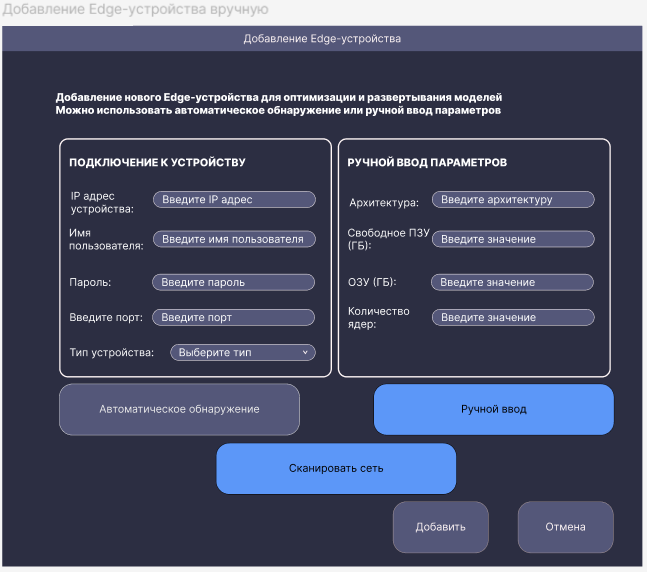 Добавление Edge-устройства вручную
Добавление Edge-устройства
Добавление нового Edge-устройства для оптимизации и развертывания моделей
Можно использовать автоматическое обнаружение или ручной ввод параметров
ПОДКЛЮЧЕНИЕ К УСТРОЙСТВУ
IP адрес
устройства:
Введите IP адрес
Имя
пользователя:
Введите имя пользователя
Пароль:
Введите пароль
Введите порт:
Введите порт
Тип устройства:
Выберите тип
РУЧНОЙ ВВОД ПАРАМЕТРОВ
Архитектура:
Введите архитектуру
Свободное ПЗУ
(ГБ):
Введите значение
ОЗУ (ГБ):
Введите значение
Количество
ядер:
Введите значение
Автоматическое обнаружение
Ручной ввод
Сканировать сеть
Добавить
Отмена